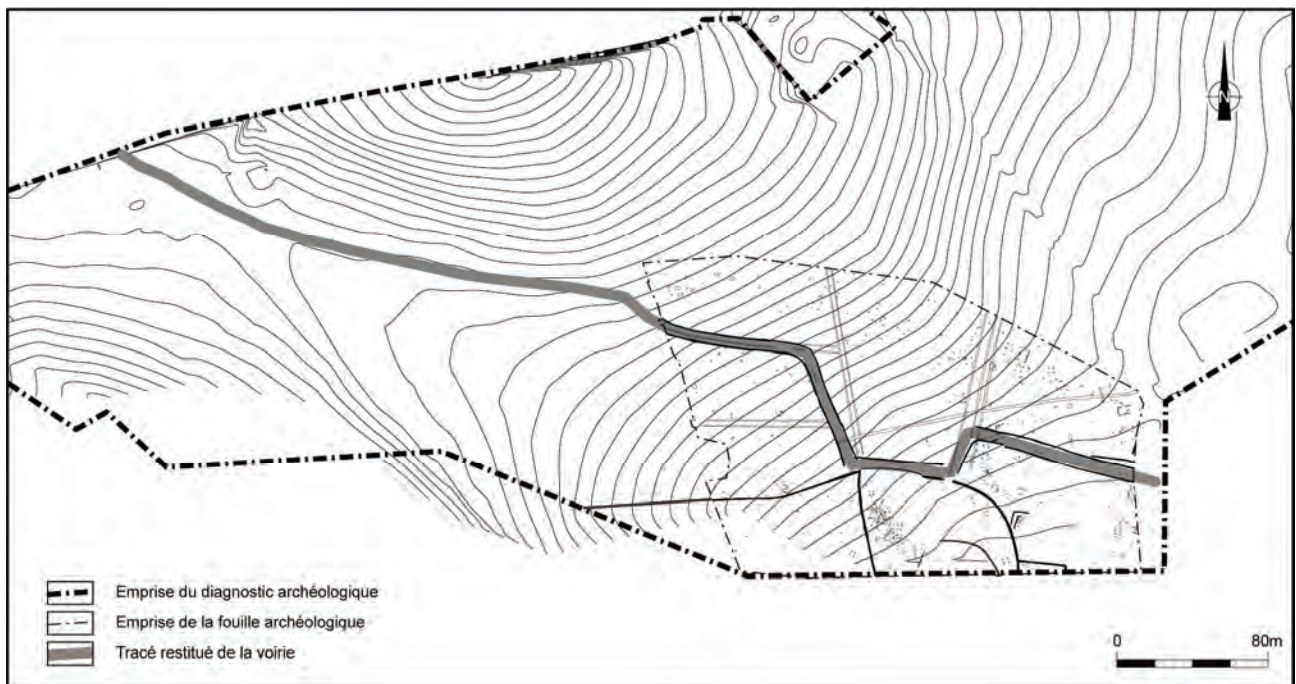 N
Emprise du diagnostic archéologique
Emprise de la fouille archéologique
Tracé restitué de la voirie
0 80m